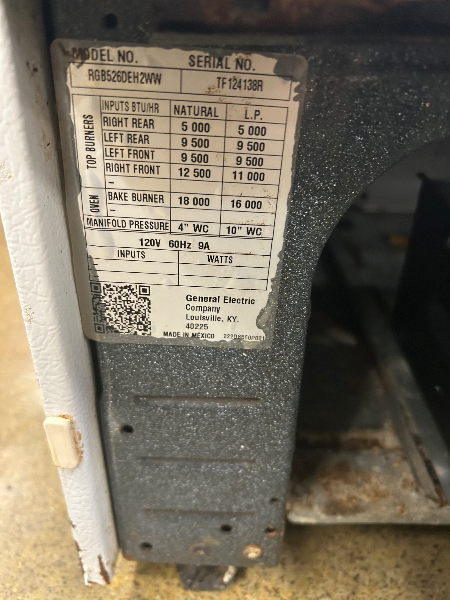 MODEL NO. SERIAL NO.
RGB526DEH2WW TF124138R
TOP BURNERS
INPUTS BTU/HR NATURAL L.P.
RIGHT REAR 5 000 5 000
LEFT REAR 9 500 9 500
LEFT FRONT 9 500 9 500
RIGHT FRONT 12 500 11 000
–
OVEN
BAKE BURNER 18 000 16 000
–
MANIFOLD PRESSURE 4" WC 10" WC
120V 60Hz 9A
INPUTS WATTS
General Electric
Company
Louisville, KY.
40225
MADE IN MEXICO